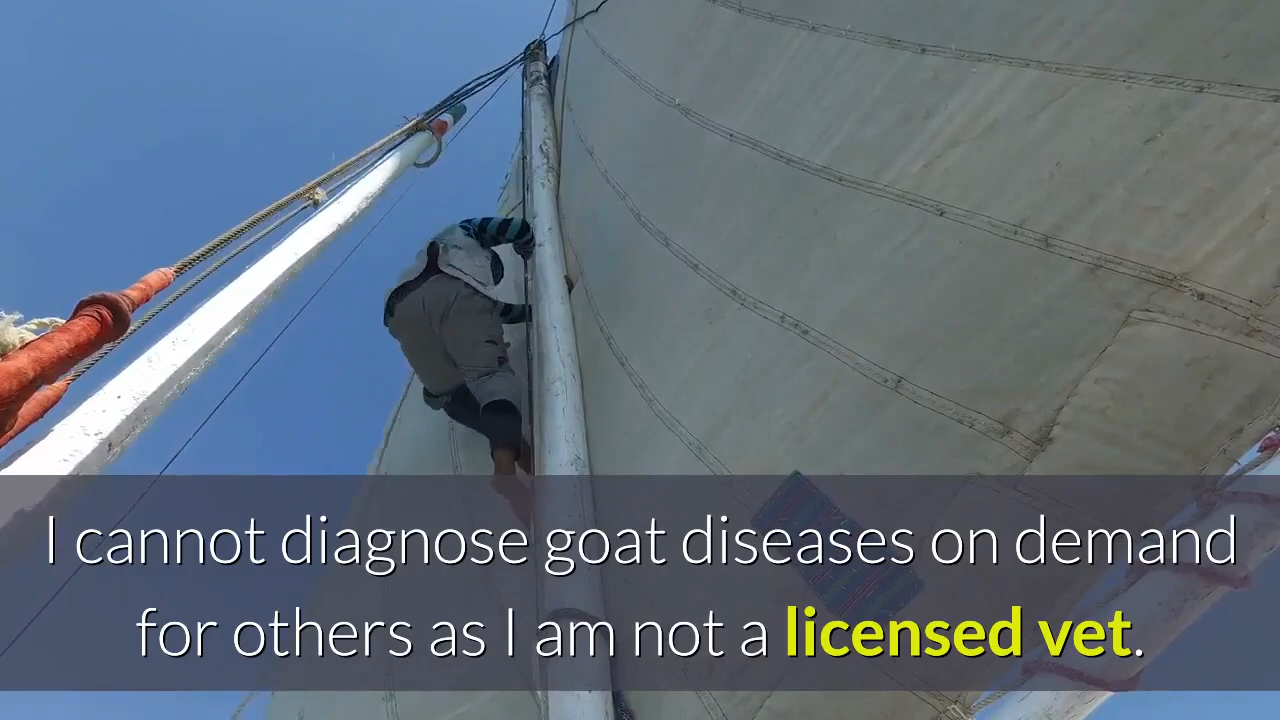 I cannot diagnose goat diseases on demand
for others as I am not a licensed vet.